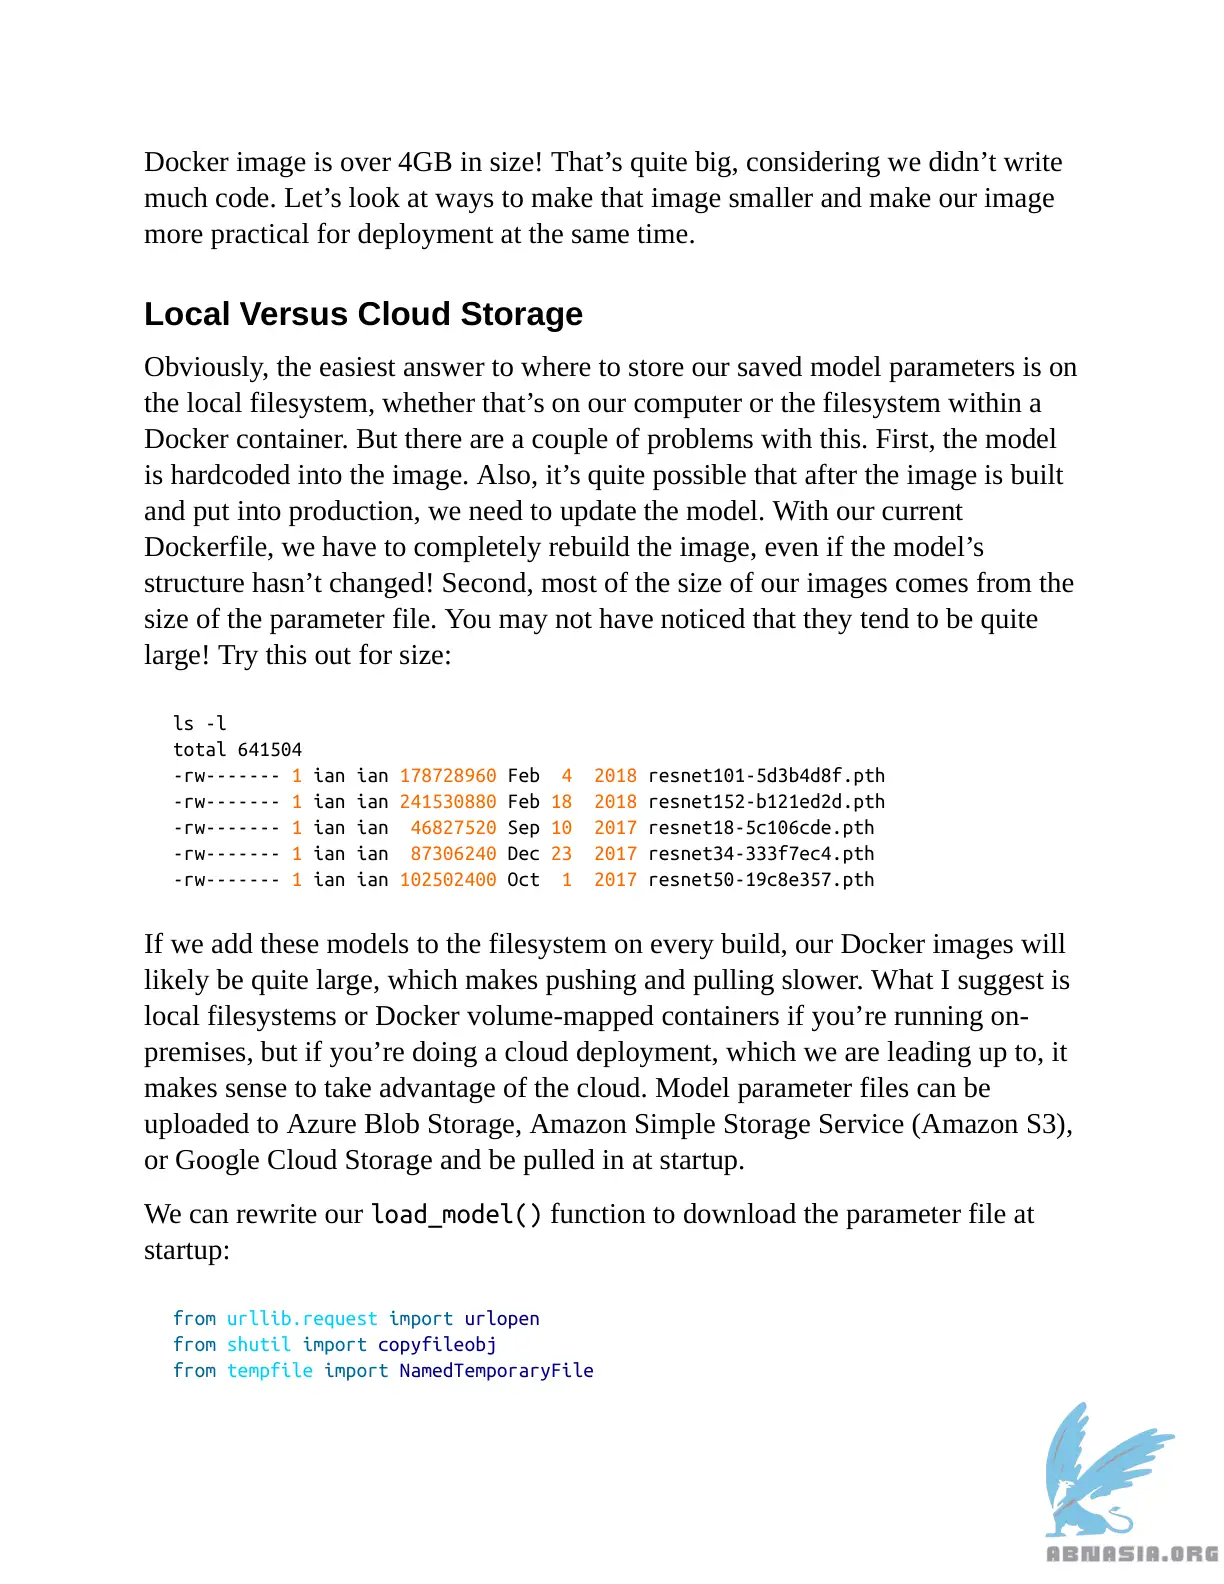 Docker image is over 4GB in size! That’s quite big, considering we didn’t write
much code. Let’s look at ways to make that image smaller and make our image
more practical for deployment at the same time.
Local Versus Cloud Storage
Obviously, the easiest answer to where to store our saved model parameters is on
the local filesystem, whether that’s on our computer or the filesystem within a
Docker container. But there are a couple of problems with this. First, the model
is hardcoded into the image. Also, it’s quite possible that after the image is built
and put into production, we need to update the model. With our current
Dockerfile, we have to completely rebuild the image, even if the model’s
structure hasn’t changed! Second, most of the size of our images comes from the
size of the parameter file. You may not have noticed that they tend to be quite
large! Try this out for size:
ls -l
total 641504
-rw------- 1 ian ian 178728960 Feb  4  2018 resnet101-5d3b4d8f.pth
-rw------- 1 ian ian 241530880 Feb 18  2018 resnet152-b121ed2d.pth
-rw------- 1 ian ian  46827520 Sep 10  2017 resnet18-5c106cde.pth
-rw------- 1 ian ian  87306240 Dec 23  2017 resnet34-333f7ec4.pth
-rw------- 1 ian ian 102502400 Oct  1  2017 resnet50-19c8e357.pth
If we add these models to the filesystem on every build, our Docker images will
likely be quite large, which makes pushing and pulling slower. What I suggest is
local filesystems or Docker volume-mapped containers if you’re running on-
premises, but if you’re doing a cloud deployment, which we are leading up to, it
makes sense to take advantage of the cloud. Model parameter files can be
uploaded to Azure Blob Storage, Amazon Simple Storage Service (Amazon S3),
or Google Cloud Storage and be pulled in at startup.
We can rewrite our load_model() function to download the parameter file at
startup:
from urllib.request import urlopen
from shutil import copyfileobj
from tempfile import NamedTemporaryFile
ABNASIA.ORG